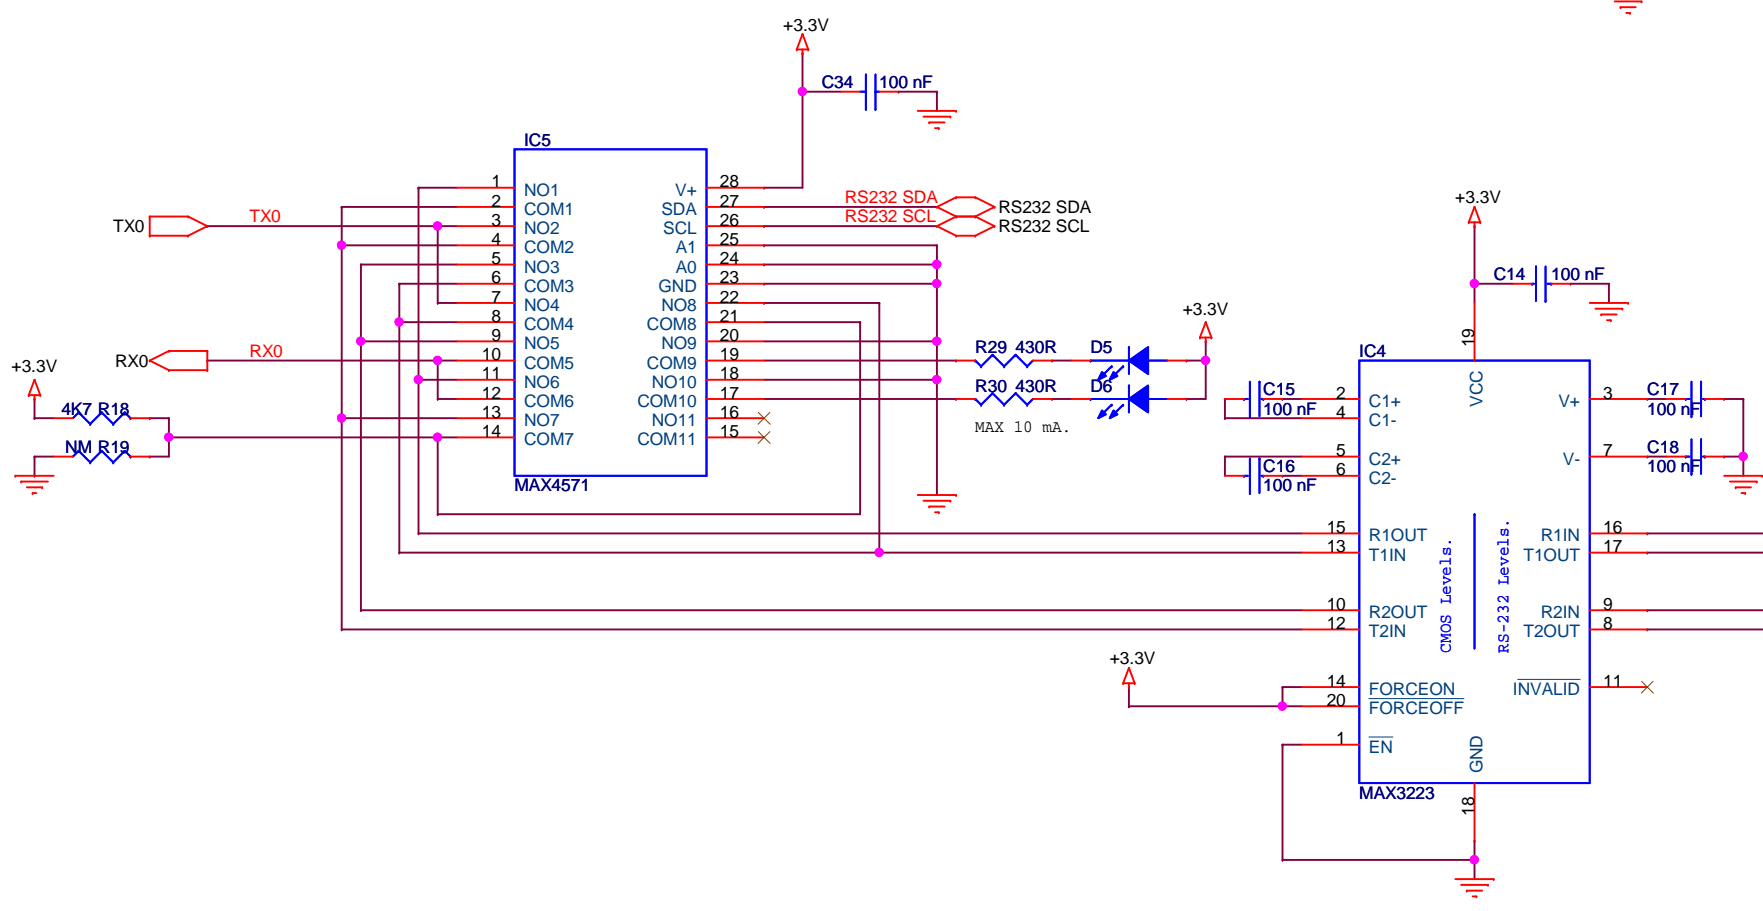 +3.3V
C34 100 nF
IC5
1 NO1 V+ 28
2 COM1 SDA 27 RS232 SDA RS232 SDA
TX0 TX0 3 NO2 SCL 26 RS232 SCL RS232 SCL
4 COM2 A1 25
5 NO3 A0 24
6 COM3 GND 23
7 NO4 NO8 22
8 COM4 COM8 21
9 NO5 NO9 20
RX0 RX0 10 COM5 COM9 19
11 NO6 NO10 18
12 COM6 COM10 17
13 NO7 NO11 16
14 COM7 COM11 15
MAX4571
+3.3V
4K7 R18
NM R19
+3.3V
R29 430R D5
R30 430R D6
MAX 10 mA.
+3.3V
C14 100 nF
19
IC4
VCC
C15
100 nF
2 C1+ V+ 3
4 C1-
C17
100 nF
C16
100 nF
5 C2+ V- 7
6 C2-
C18
100 nF
15 R1OUT R1IN 16
13 T1IN T1OUT 17
CMOS Levels.
RS-232 Levels.
10 R2OUT R2IN 9
12 T2IN T2OUT 8
+3.3V
14 FORCEON INVALID 11
20 FORCEOFF
1 EN
GND
MAX3223
18